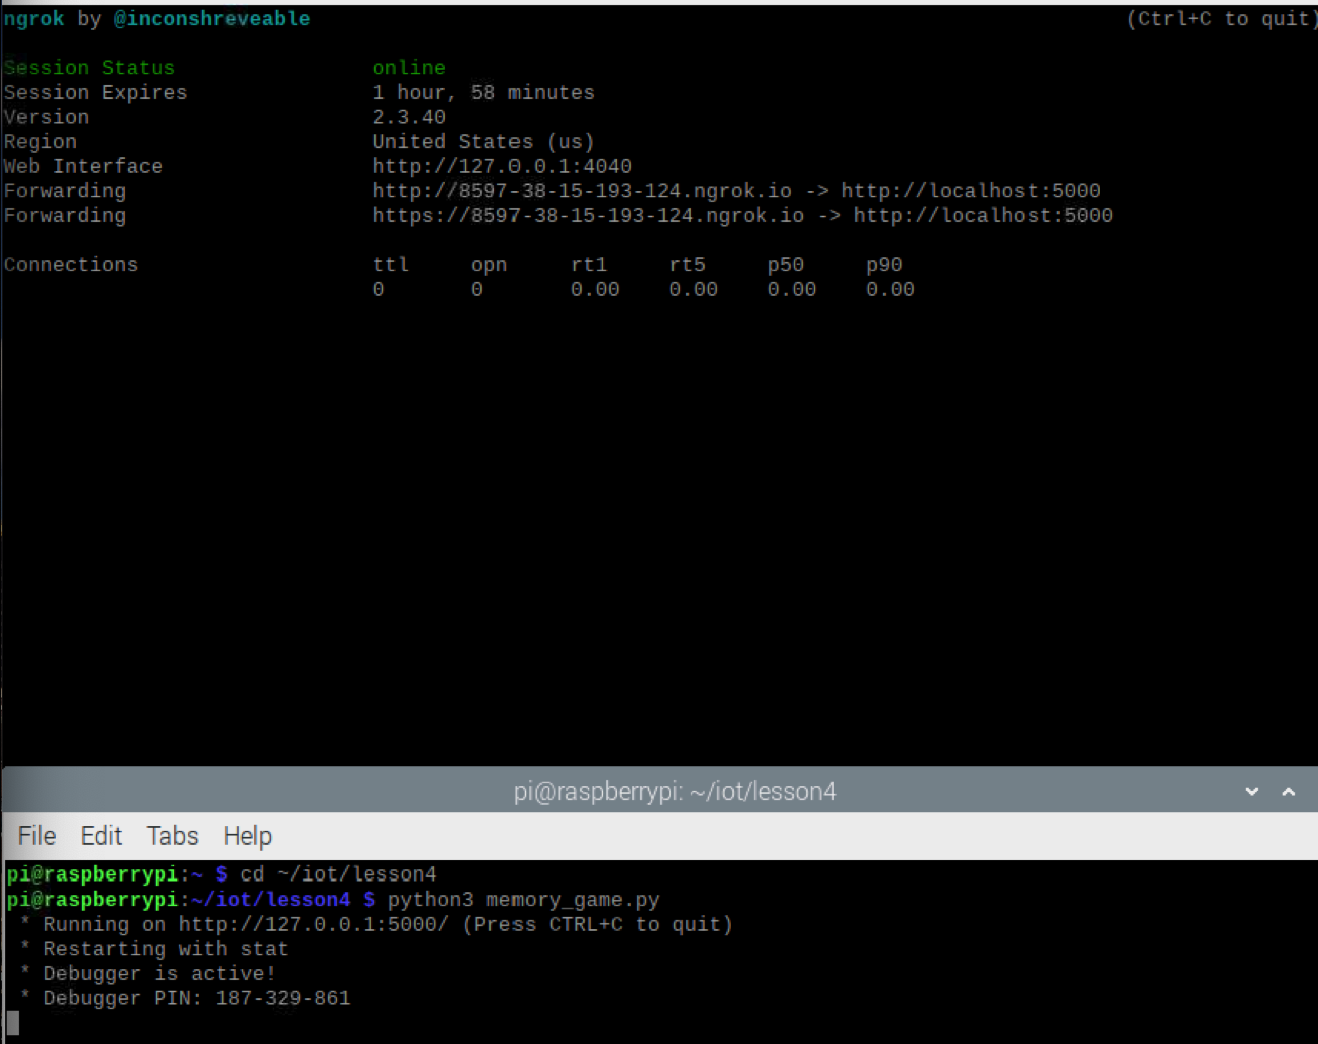 ngrok by @inconshreveable (Ctrl+C to quit)
Session Status online
Session Expires 1 hour, 58 minutes
Version 2.3.40
Region United States (us)
Web Interface http://127.0.0.1:4040
Forwarding http://8597-38-15-193-124.ngrok.io -> http://localhost:5000
Forwarding https://8597-38-15-193-124.ngrok.io -> http://localhost:5000
Connections ttl opn rt1 rt5 p50 p90
0 0 0.00 0.00 0.00 0.00
pi@raspberrypi: ~/iot/lesson4
File Edit Tabs Help
pi@raspberrypi:~ $ cd ~/iot/lesson4
pi@raspberrypi:~/iot/lesson4 $ python3 memory_game.py
* Running on http://127.0.0.1:5000/ (Press CTRL+C to quit)
* Restarting with stat
* Debugger is active!
* Debugger PIN: 187-329-861